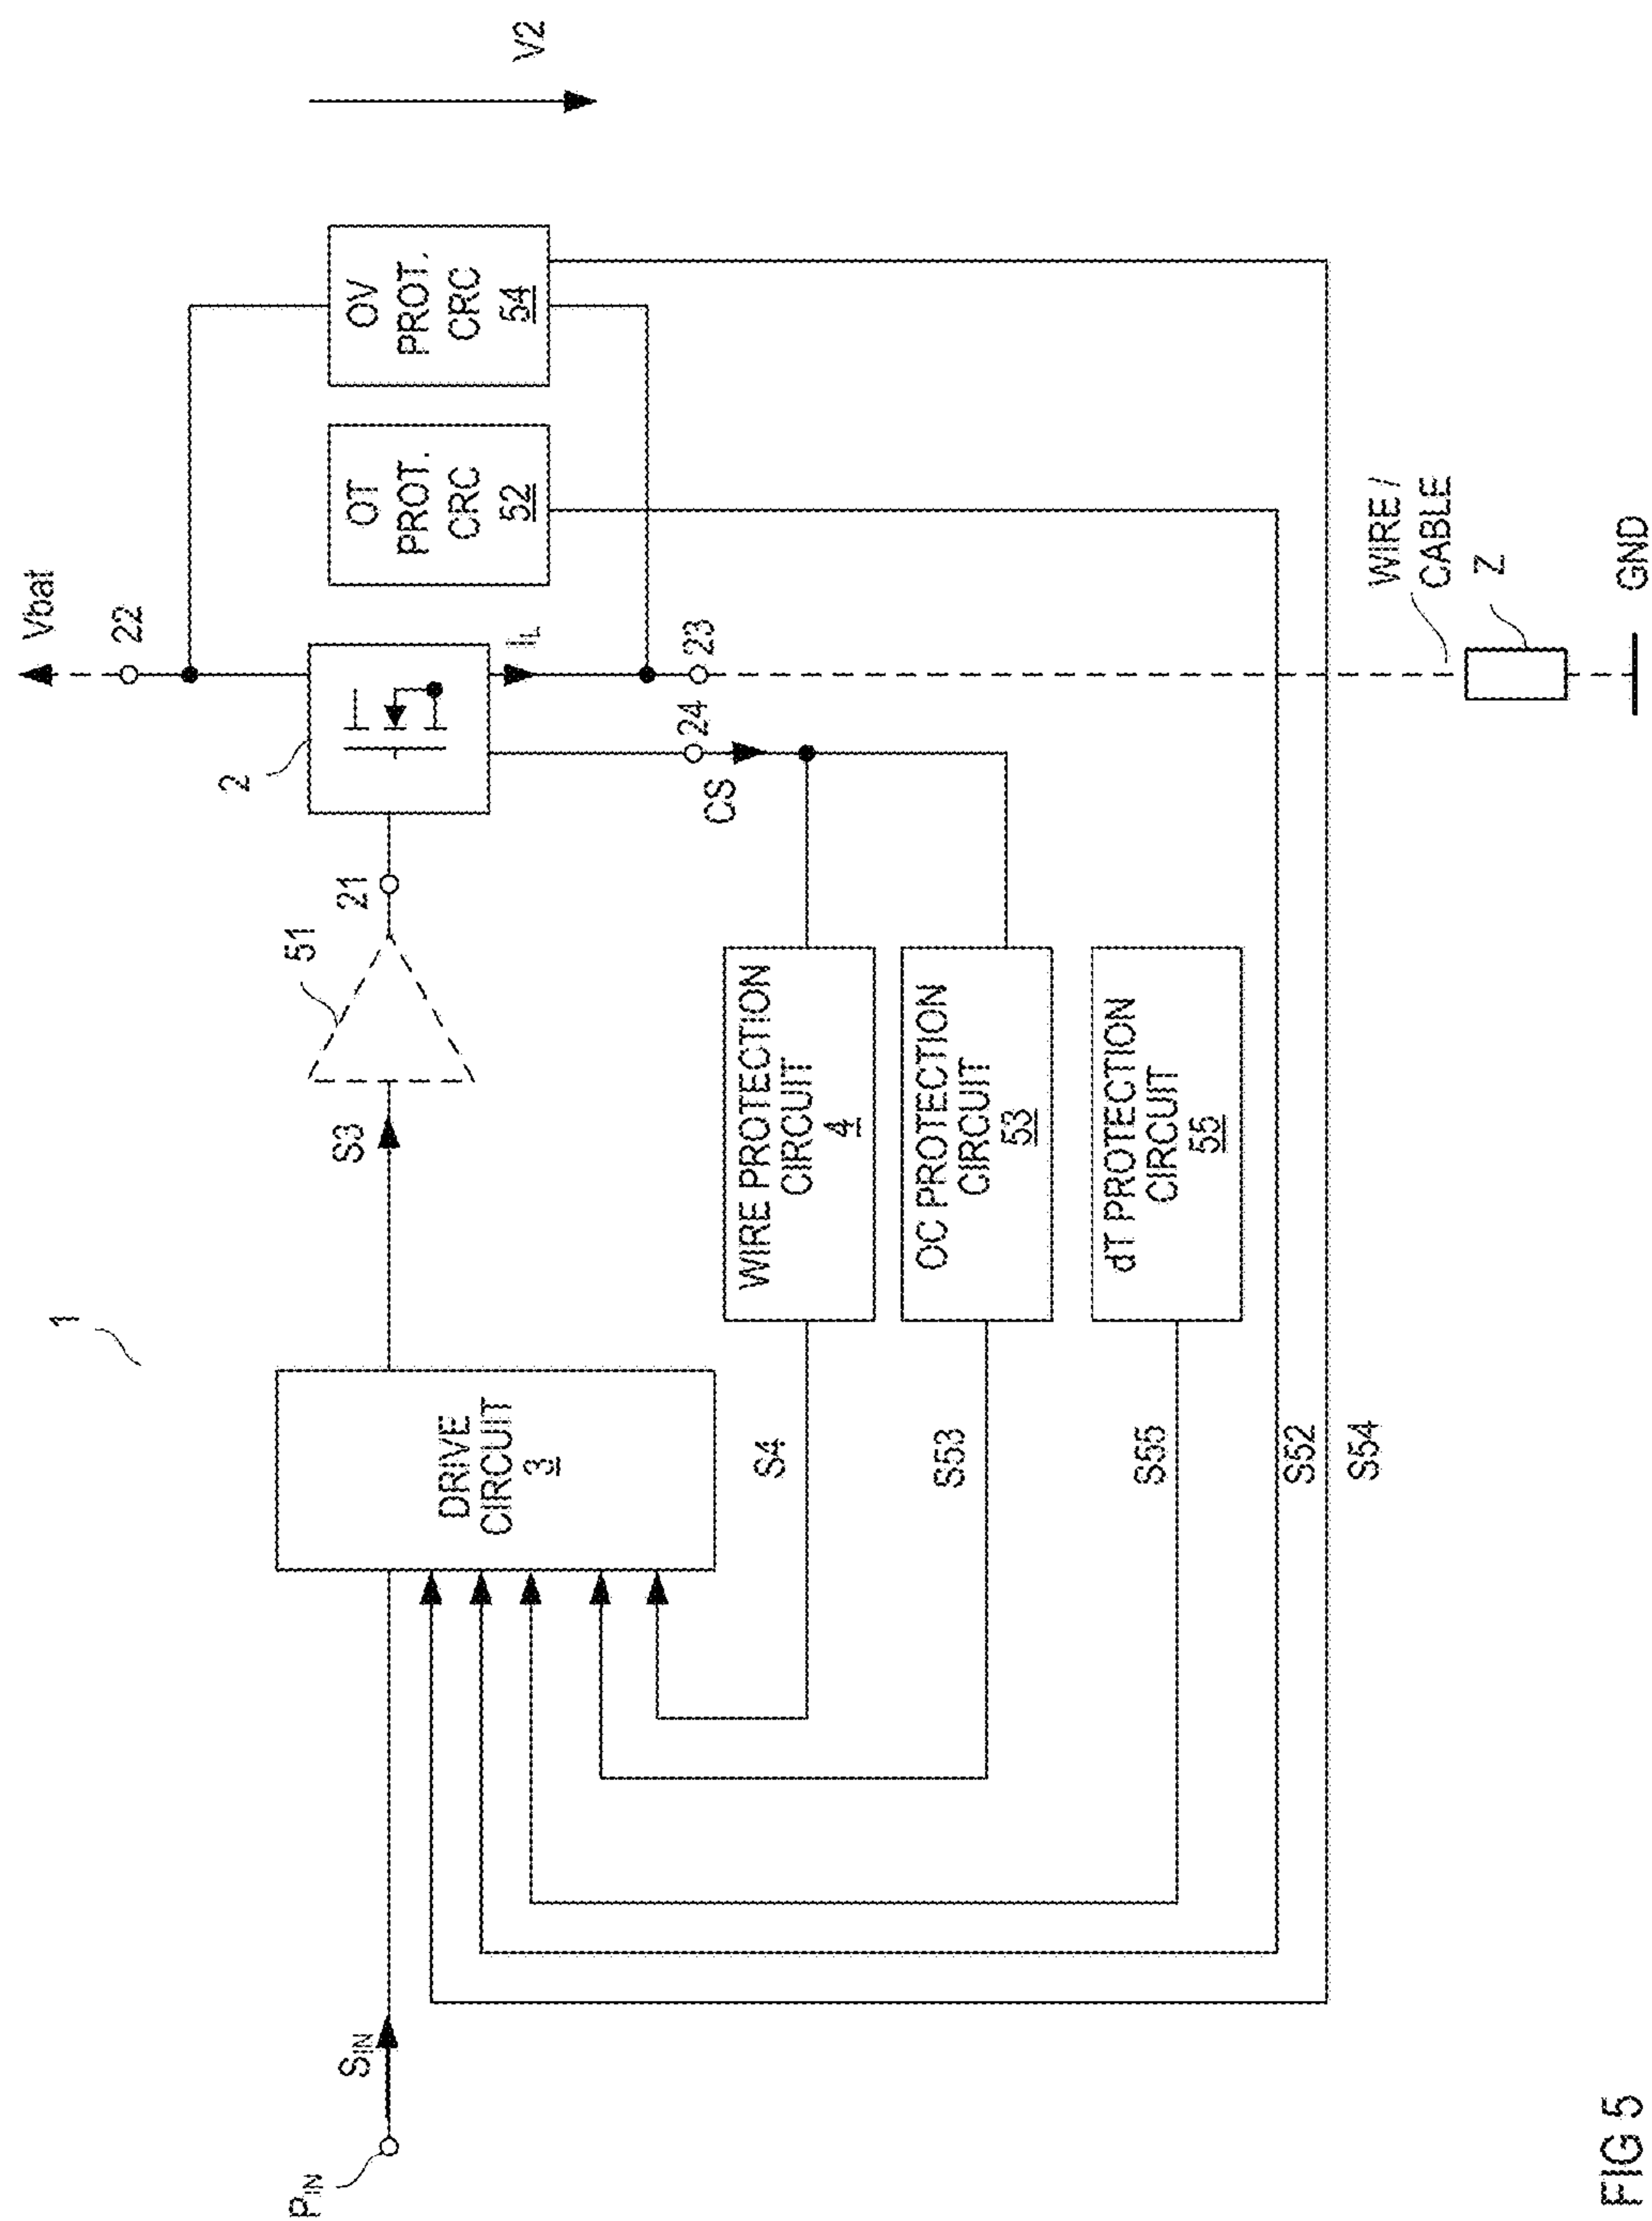 Vbat
22
V2
2
21
51
S3
1
DRIVE
CIRCUIT
3
SIN
PIN
OV
PROT.
CRC
54
OT
PROT.
CRC
52
IL
23
24
CS
WIRE PROTECTION
CIRCUIT
4
OC PROTECTION
CIRCUIT
53
dT PROTECTION
CIRCUIT
55
S4
S53
S55
S52
S54
WIRE /
CABLE
Z
GND
FIG 5